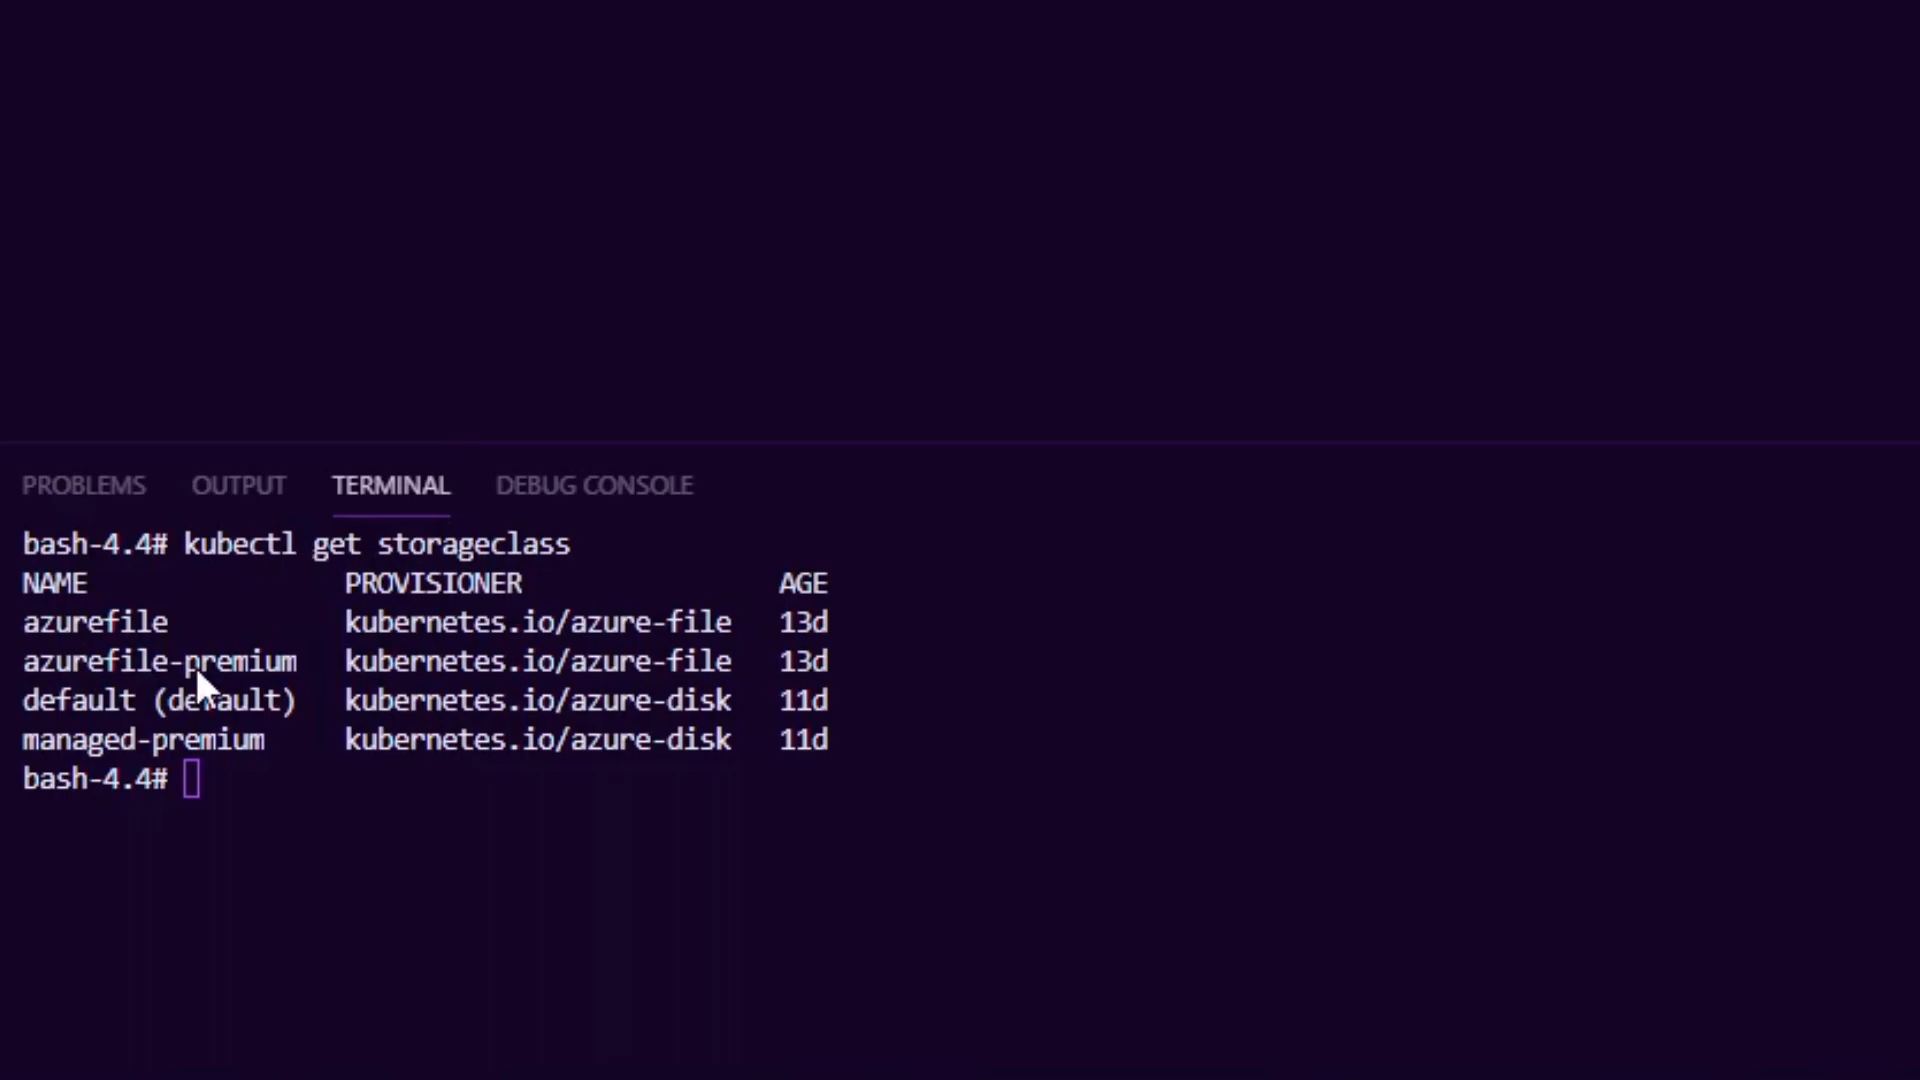 PROBLEMS OUTPUT TERMINAL DEBUG CONSOLE
bash-4.4# kubectl get storageclass
NAME PROVISIONER AGE
azurefile kubernetes.io/azure-file 13d
azurefile-premium kubernetes.io/azure-file 13d
default (default) kubernetes.io/azure-disk 11d
managed-premium kubernetes.io/azure-disk 11d
bash-4.4#